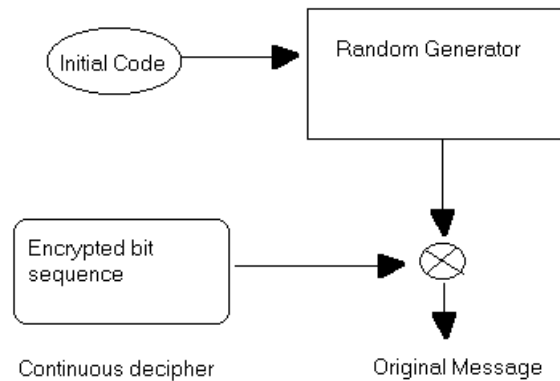 Initial Code
Random Generator
Encrypted bit
sequence
Continuous decipher
Original Message